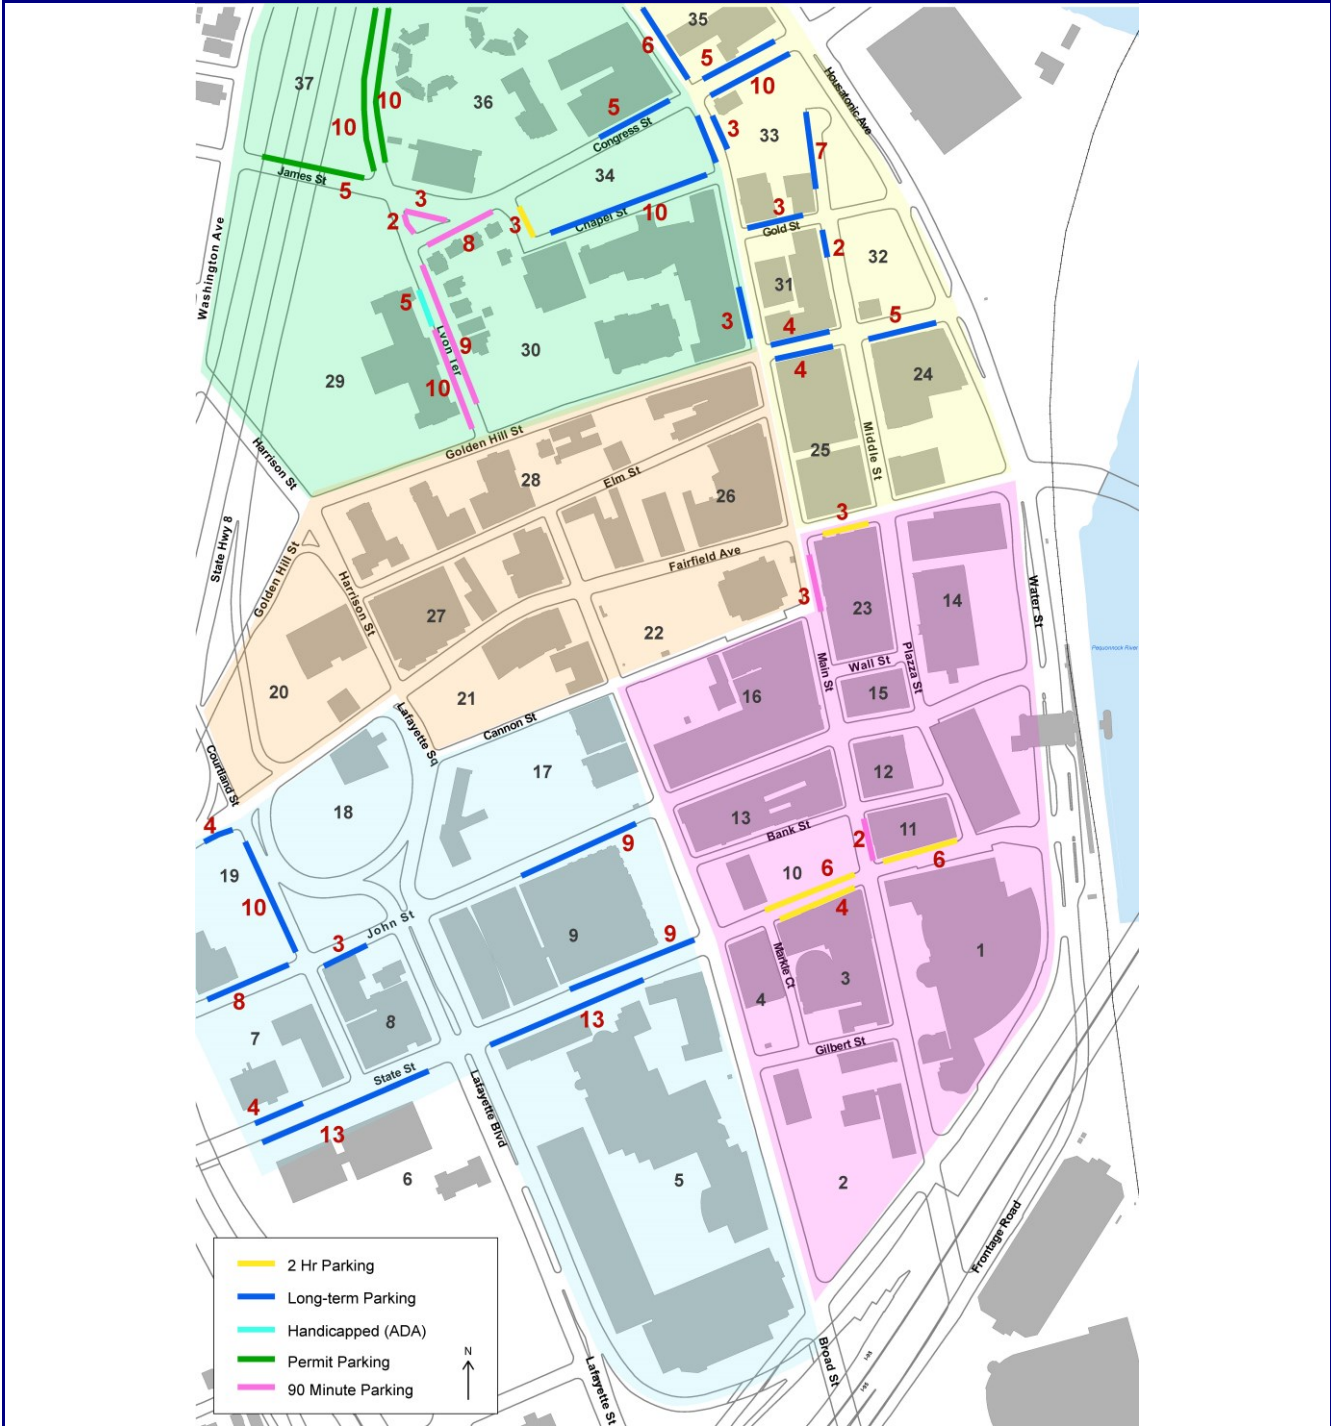 35
6
5
10
37
10
36
10
5
Congress St
3
33
7
Housatonic Ave
James St
5
34
3
2
3
8
3
Chapel St
10
Gold St
2
32
Washington Ave
31
5
Lyon Ter
9
30
3
4
5
4
29
10
24
Golden Hill St
Harrison St
28
Elm St
26
25
Middle St
3
State Hwy 8
Golden Hill St
Harrison St
27
Fairfield Ave
3
23
14
Water St
22
Main St
Wall St
Plazza St
Pequonnock River
20
21
Lafayette Sq
Cannon St
16
15
Courtland St
17
12
18
13
Bank St
4
19
9
2
11
6
10
6
4
10
John St
3
9
9
Markle Ct
3
1
4
8
7
8
13
Gilbert St
State St
4
13
Lafayette Blvd
6
5
2
Frontage Road
2 Hr Parking
Long-term Parking
Handicapped (ADA)
Permit Parking
90 Minute Parking
N
Lafayette St
Broad St
I-95
I-95